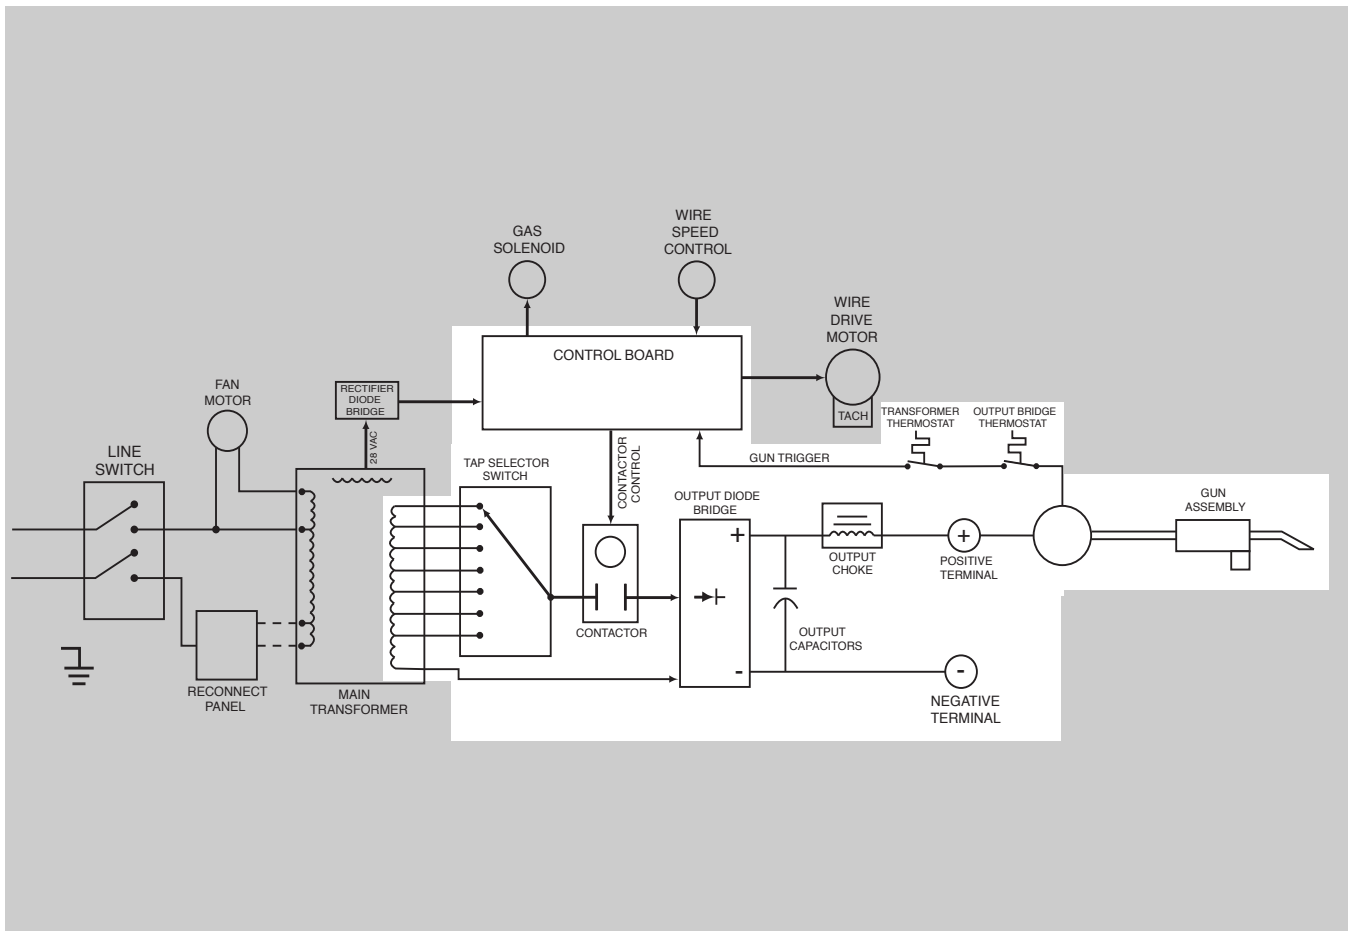 GAS
SOLENOID
WIRE
SPEED
CONTROL
WIRE
DRIVE
MOTOR
TACH
CONTROL BOARD
FAN
MOTOR
RECTIFIER
DIODE
BRIDGE
28 VAC
LINE
SWITCH
TRANSFORMER
THERMOSTAT
OUTPUT BRIDGE
THERMOSTAT
GUN TRIGGER
CONTACTOR
CONTROL
TAP SELECTOR
SWITCH
OUTPUT DIODE
BRIDGE
GUN
ASSEMBLY
+
-
OUTPUT
CHOKE
+
POSITIVE
TERMINAL
CONTACTOR
OUTPUT
CAPACITORS
RECONNECT
PANEL
MAIN
TRANSFORMER
-
NEGATIVE
TERMINAL